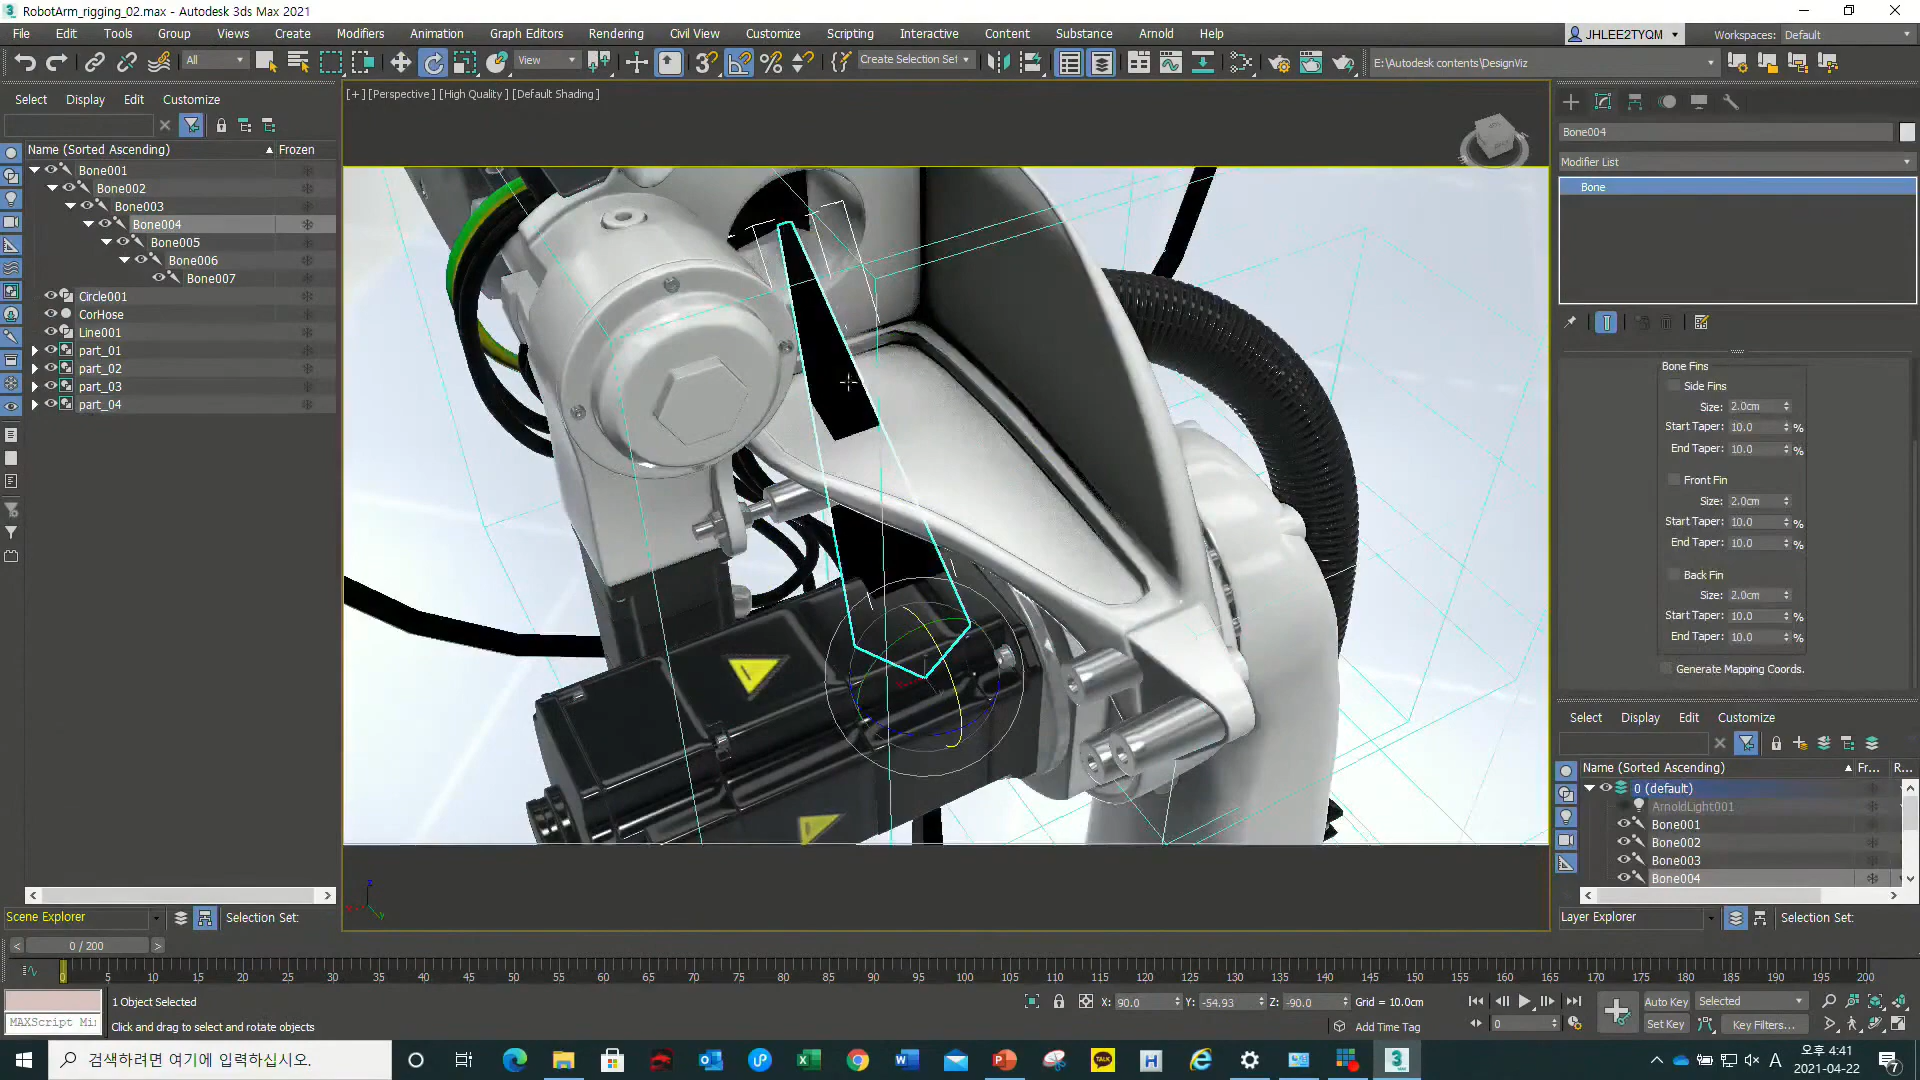 RobotArm_rigging_02.max - Autodesk 3ds Max 2021
File Edit Tools Group Views Create Modifiers Animation Graph Editors Rendering Civil View Customize Scripting Interactive Content Substance Arnold Help
JHLEE2TYQM Workspaces: Default
All View Create Selection Set E:\Autodesk contents\DesignViz
Select Display Edit Customize
[+] [Perspective] [High Quality] [Default Shading]
Name (Sorted Ascending) Frozen
Bone001
Bone002
Bone003
Bone004
Bone005
Bone006
Bone007
Circle001
CorHose
Line001
part_01
part_02
part_03
part_04
Bone004
Modifier List
Bone
Bone Fins
Side Fins
Size: 2.0cm
Start Taper: 10.0 %
End Taper: 10.0 %
Front Fin
Size: 2.0cm
Start Taper: 10.0 %
End Taper: 10.0 %
Back Fin
Size: 2.0cm
Start Taper: 10.0 %
End Taper: 10.0 %
Generate Mapping Coords.
Select Display Edit Customize
Name (Sorted Ascending) Fr... R...
0 (default)
ArnoldLight001
Bone001
Bone002
Bone003
Bone004
Scene Explorer Selection Set:
Layer Explorer Selection Set:
0 / 200
0 5 10 15 20 25 30 35 40 45 50 55 60 65 70 75 80 85 90 95 100 105 110 115 120 125 130 135 140 145 150 155 160 165 170 175 180 185 190 195 200
1 Object Selected
X: 90.0 Y: -54.93 Z: -90.0 Grid = 10.0cm
Auto Key Selected
MAXScript Mi
Click and drag to select and rotate objects
Add Time Tag
0
Set Key Key Filters...
검색하려면 여기에 입력하십시오.
A 오후 4:41
2021-04-22
7